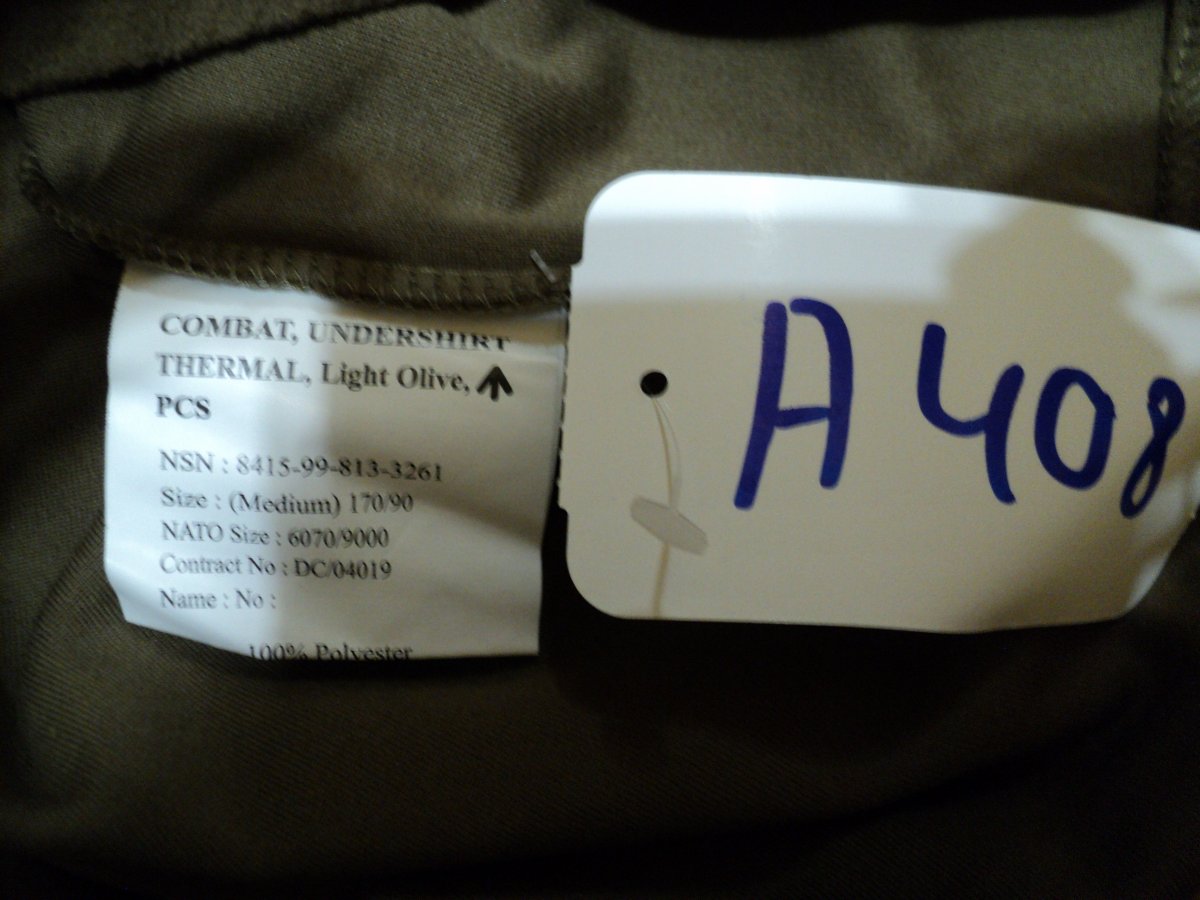 COMBAT, UNDERSHIRT
THERMAL, Light Olive,
PCS
NSN : 8415-99-813-3261
Size : (Medium) 170/90
NATO Size : 6070/9000
Contract No : DC/04019
Name : No :
100% Polyester
A408